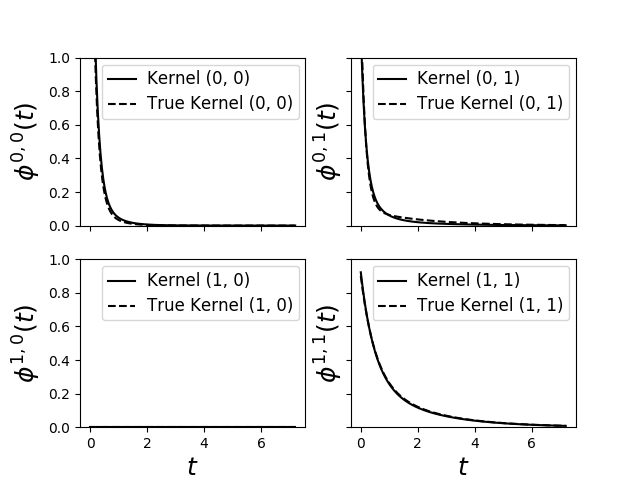 1.0
0.8
0.6
0.4
0.2
0.0
ϕ^{0,0}(t)
Kernel (0, 0)
True Kernel (0, 0)
ϕ^{0,1}(t)
Kernel (0, 1)
True Kernel (0, 1)
1.0
0.8
0.6
0.4
0.2
0.0
ϕ^{1,0}(t)
Kernel (1, 0)
True Kernel (1, 0)
0 2 4 6
t
ϕ^{1,1}(t)
Kernel (1, 1)
True Kernel (1, 1)
0 2 4 6
t